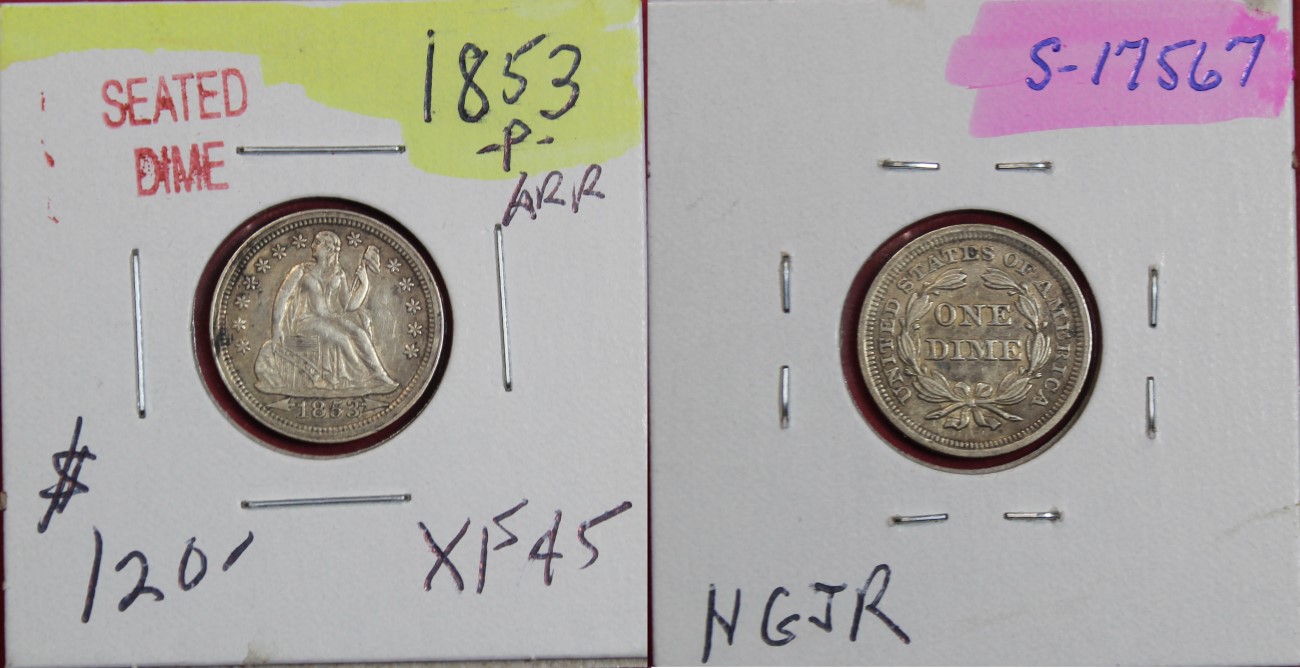 SEATED
DIME
1853
-P-
ARR
1853
$
120'
XF45
S-17567
UNITED STATES OF AMERICA
ONE
DIME
NGJR